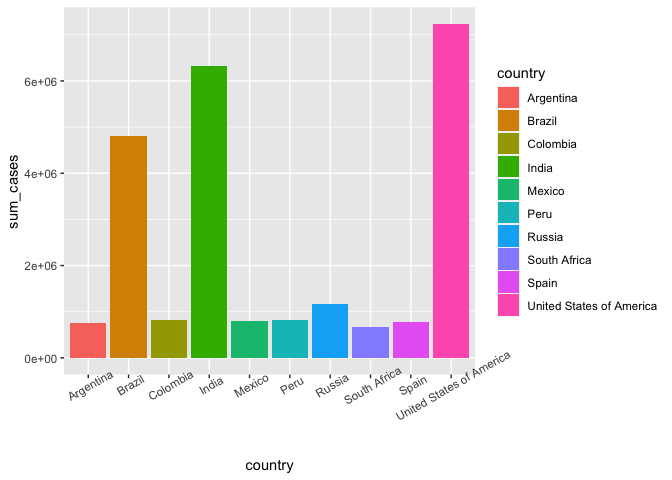 sum_cases
6e+06
4e+06
2e+06
0e+00
Argentina
Brazil
Colombia
India
Mexico
Peru
Russia
South Africa
Spain
United States of America
country
country
Argentina
Brazil
Colombia
India
Mexico
Peru
Russia
South Africa
Spain
United States of America